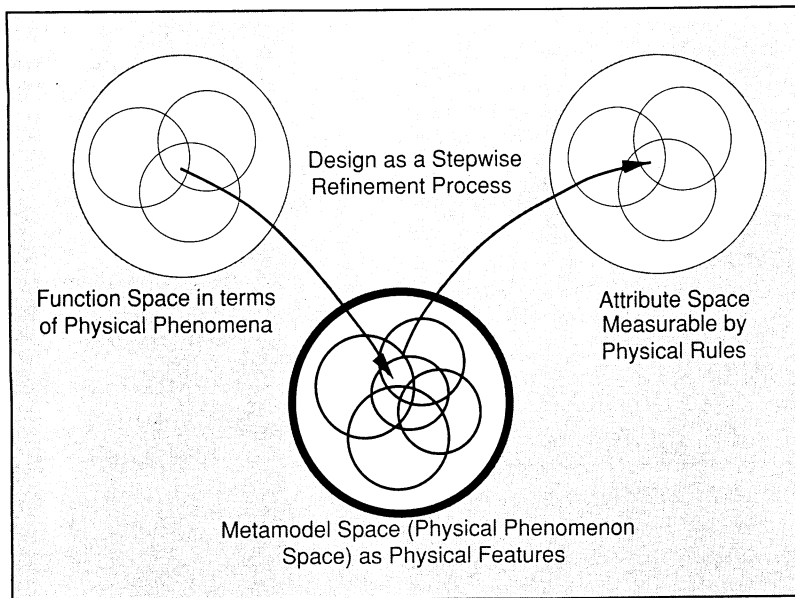 Design as a Stepwise
Refinement Process
Function Space in terms
of Physical Phenomena
Attribute Space
Measurable by
Physical Rules
Metamodel Space (Physical Phenomenon
Space) as Physical Features